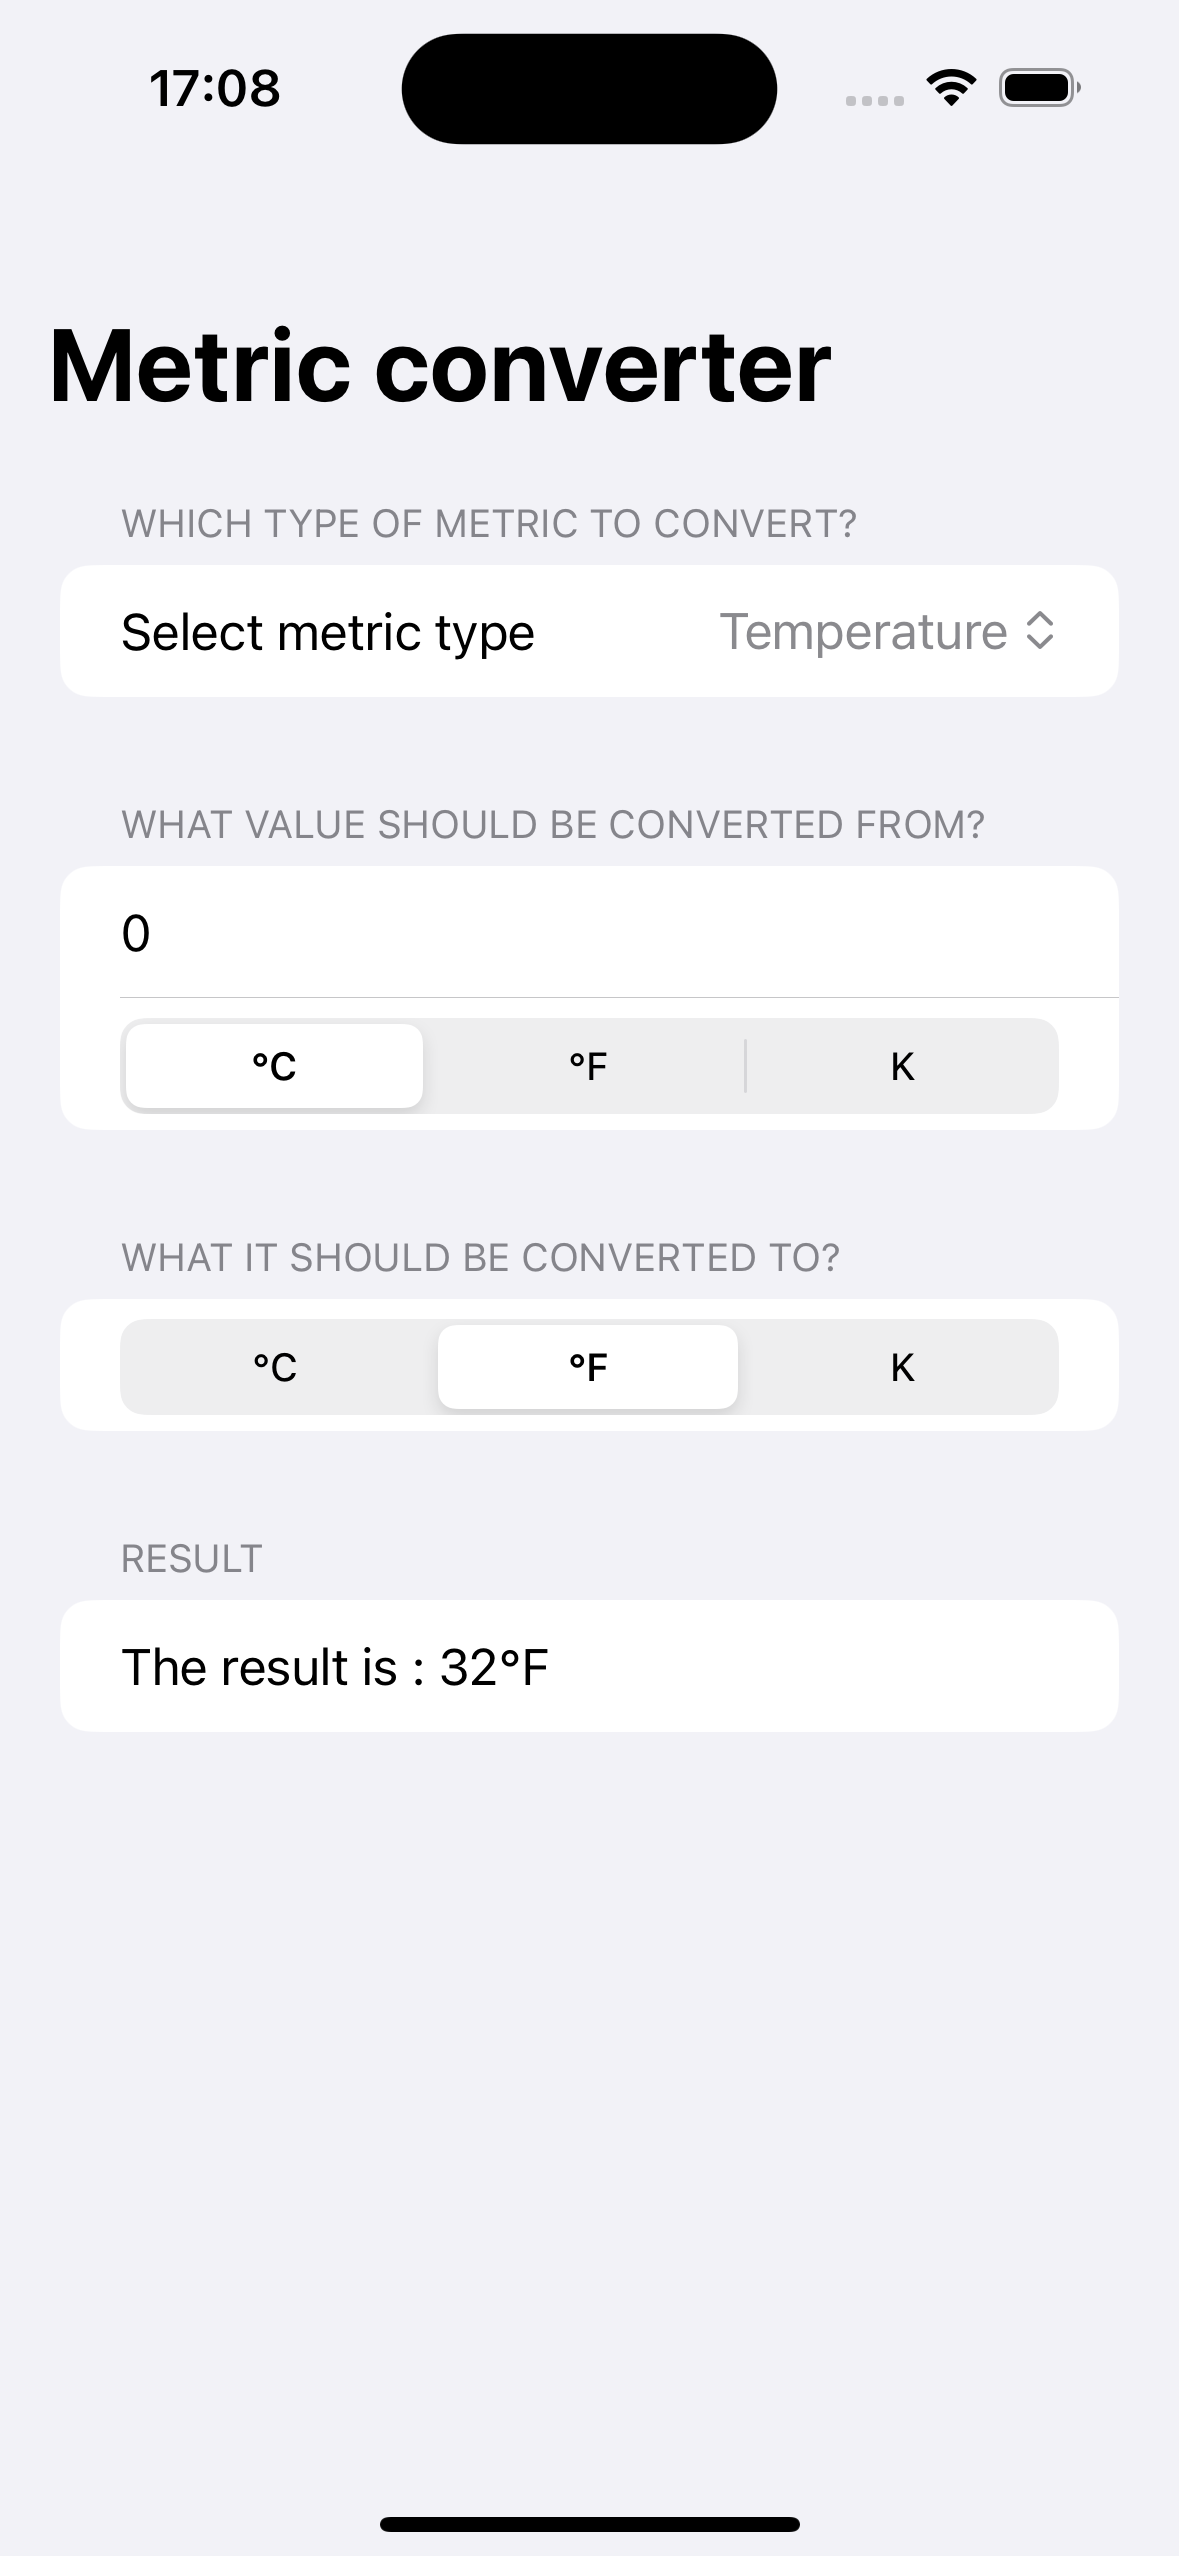 17:08
Metric converter
WHICH TYPE OF METRIC TO CONVERT?
Select metric type Temperature
WHAT VALUE SHOULD BE CONVERTED FROM?
0
°C °F K
WHAT IT SHOULD BE CONVERTED TO?
°C °F K
RESULT
The result is : 32°F